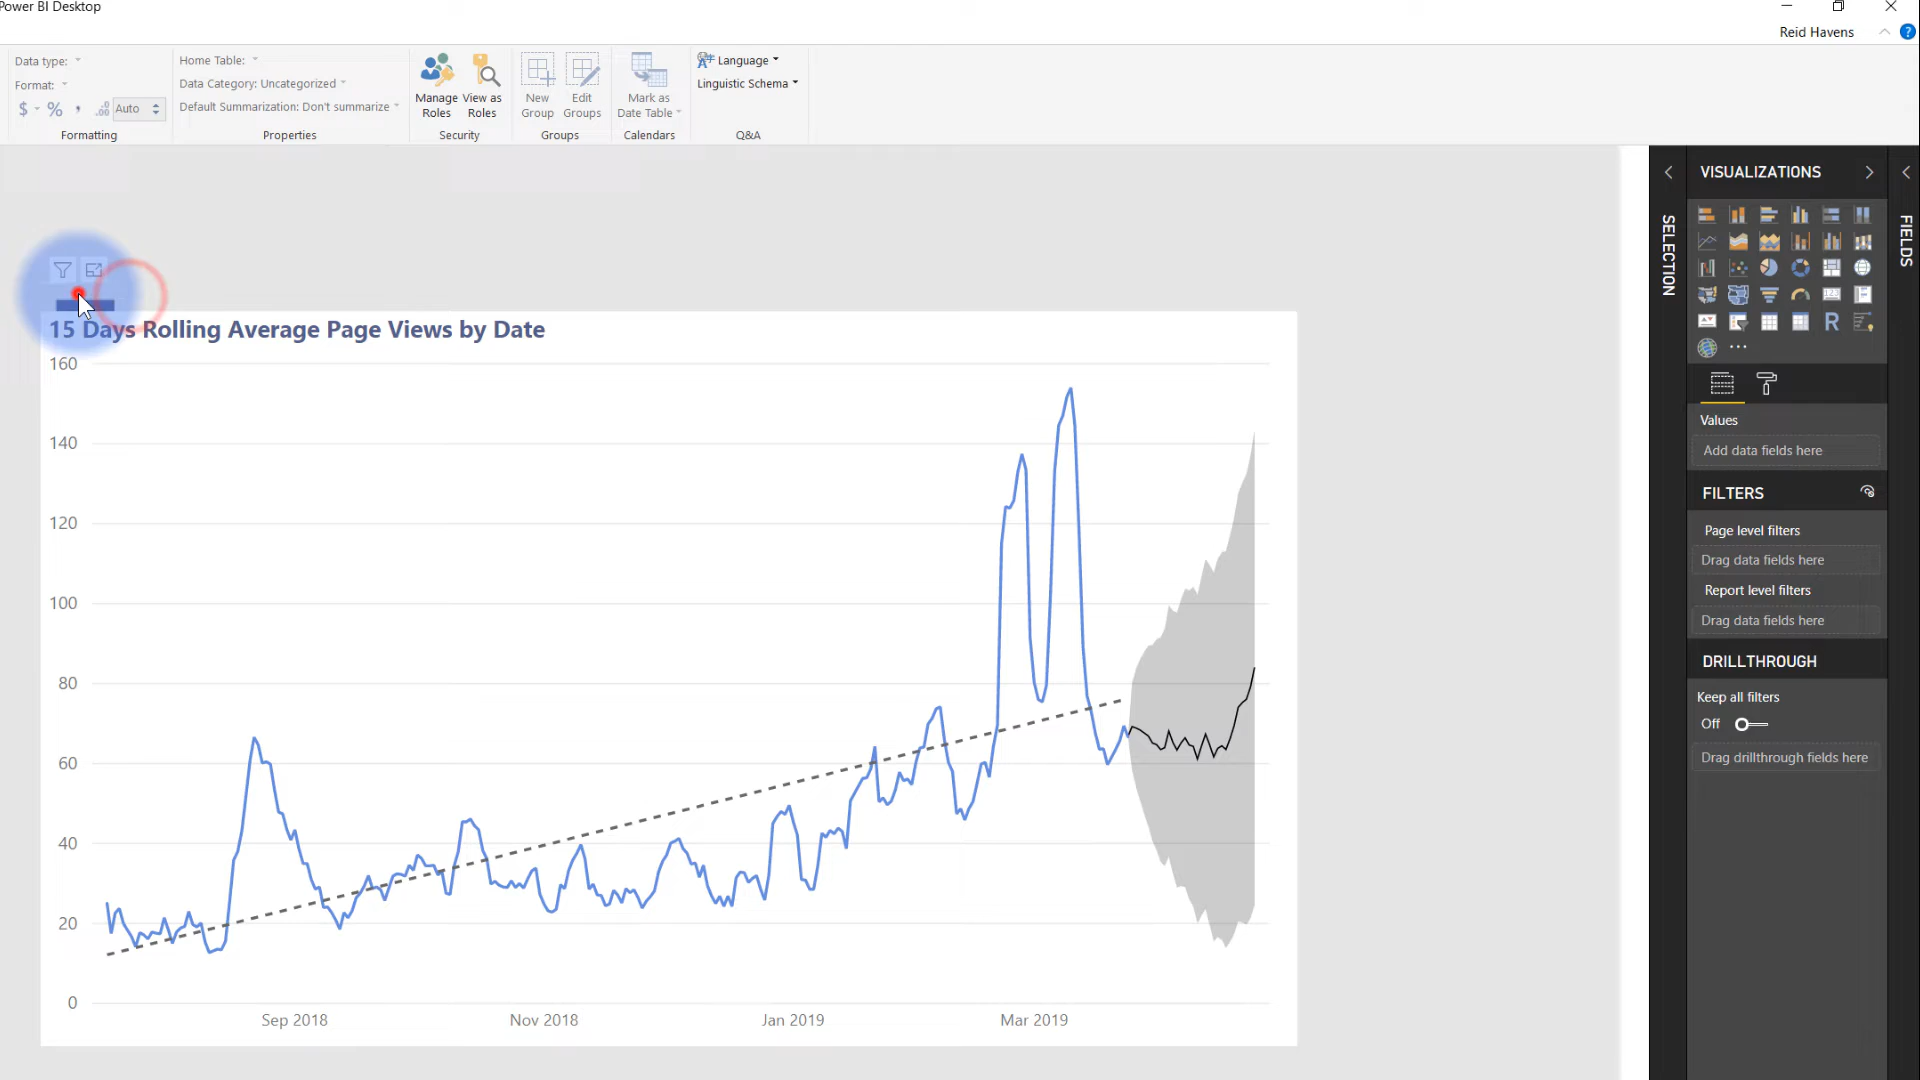 Power BI Desktop
Reid Havens
?
Data type:
Format:
$ % , .00 Auto
Formatting
Home Table:
Data Category: Uncategorized
Default Summarization: Don't summarize
Properties
Manage Roles
View as Roles
Security
New Group
Edit Groups
Groups
Mark as Date Table
Calendars
Language
Linguistic Schema
Q&A
15 Days Rolling Average Page Views by Date
160
140
120
100
80
60
40
20
0
Sep 2018
Nov 2018
Jan 2019
Mar 2019
SELECTION
VISUALIZATIONS
R
Values
Add data fields here
FILTERS
Page level filters
Drag data fields here
Report level filters
Drag data fields here
DRILLTHROUGH
Keep all filters
Off
Drag drillthrough fields here
FIELDS